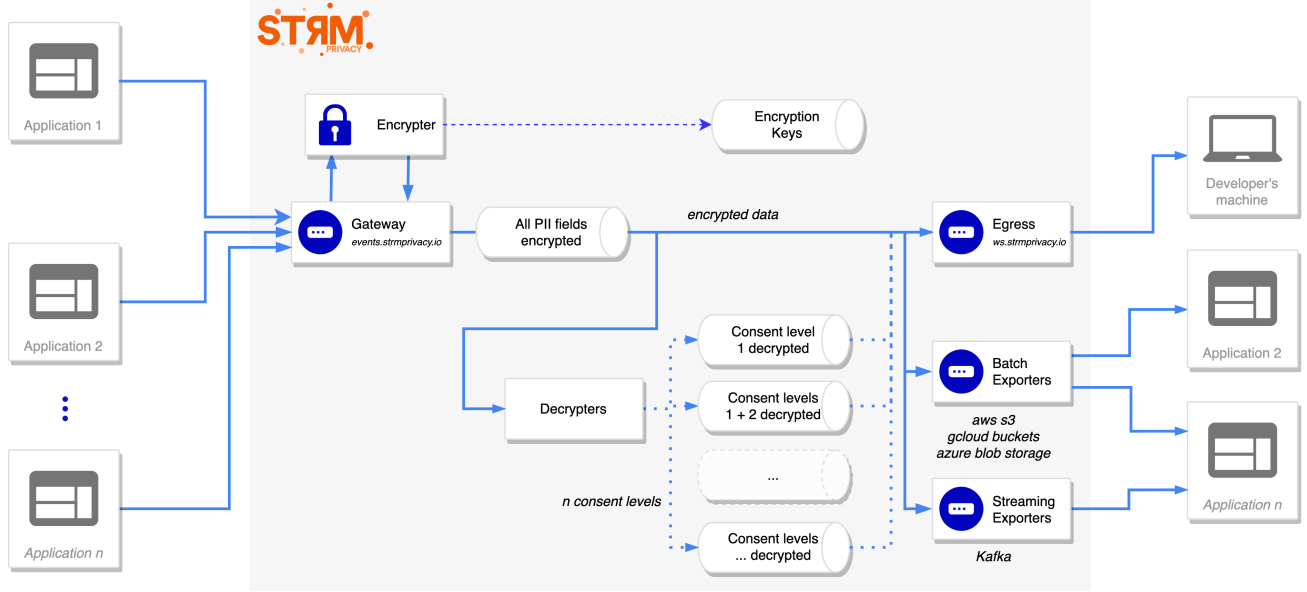 STRM
PRIVACY
Application 1
Encrypter
Encryption
Keys
Developer's
machine
Gateway
events.strmprivacy.io
All PII fields
encrypted
encrypted data
Egress
ws.strmprivacy.io
Application 2
Consent level
1 decrypted
Batch
Exporters
Application 2
Decrypters
Consent levels
1 + 2 decrypted
aws s3
gcloud buckets
azure blob storage
...
n consent levels
Streaming
Exporters
Application n
Application n
Consent levels
... decrypted
Kafka